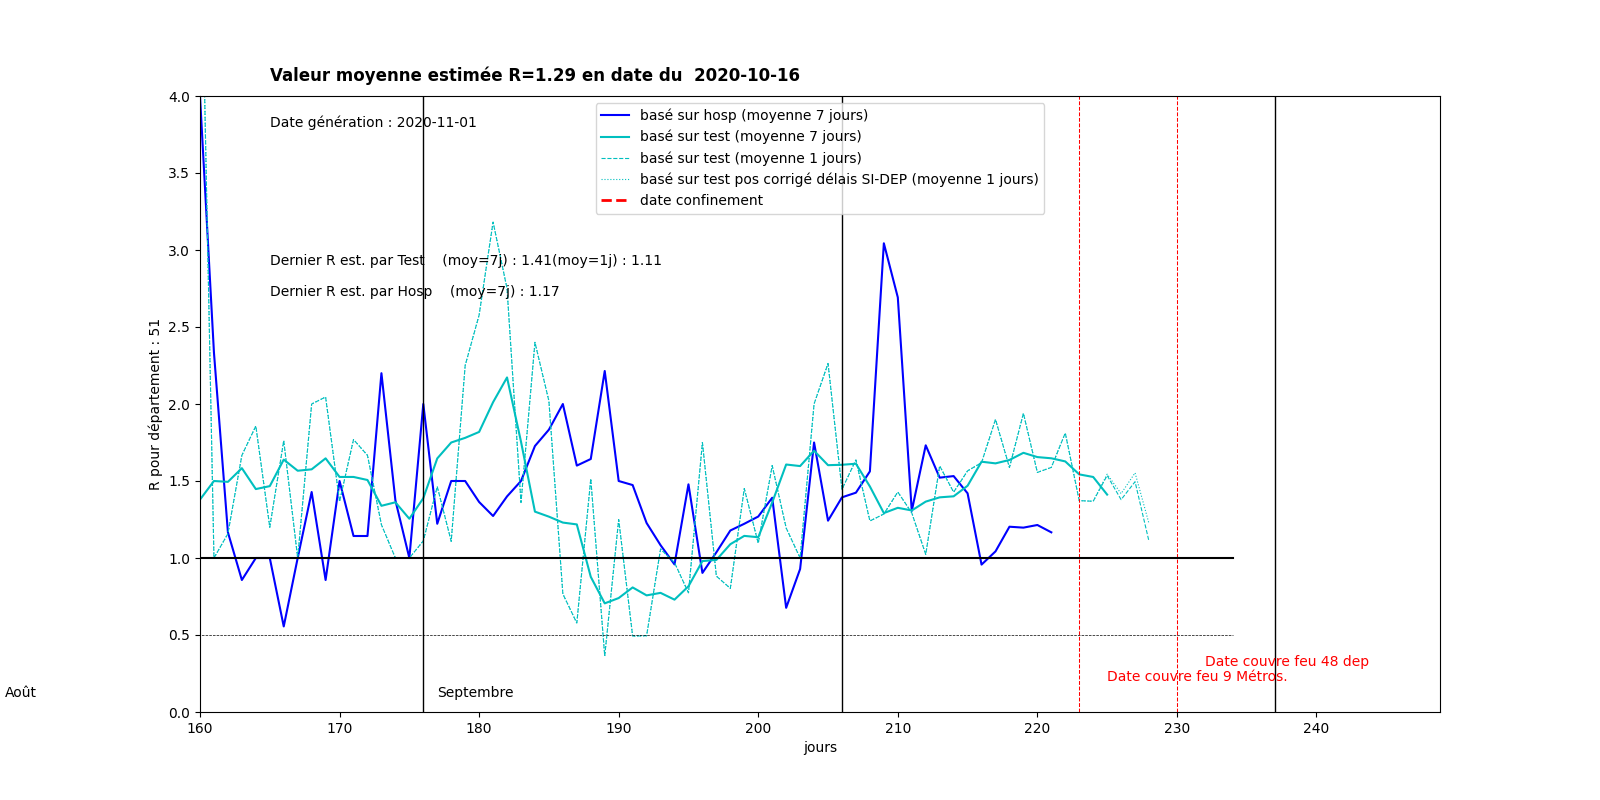 Valeur moyenne estimée R=1.29 en date du  2020-10-16
Date génération : 2020-11-01
basé sur hosp (moyenne 7 jours)
basé sur test (moyenne 7 jours)
basé sur test (moyenne 1 jours)
basé sur test pos corrigé délais SI-DEP (moyenne 1 jours)
date confinement
Dernier R est. par Test    (moy=7j) : 1.41(moy=1j) : 1.11
Dernier R est. par Hosp    (moy=7j) : 1.17
R pour département : 51
4.0
3.5
3.0
2.5
2.0
1.5
1.0
0.5
0.0
Date couvre feu 48 dep
Date couvre feu 9 Métros.
Août
Septembre
160 170 180 190 200 210 220 230 240
jours